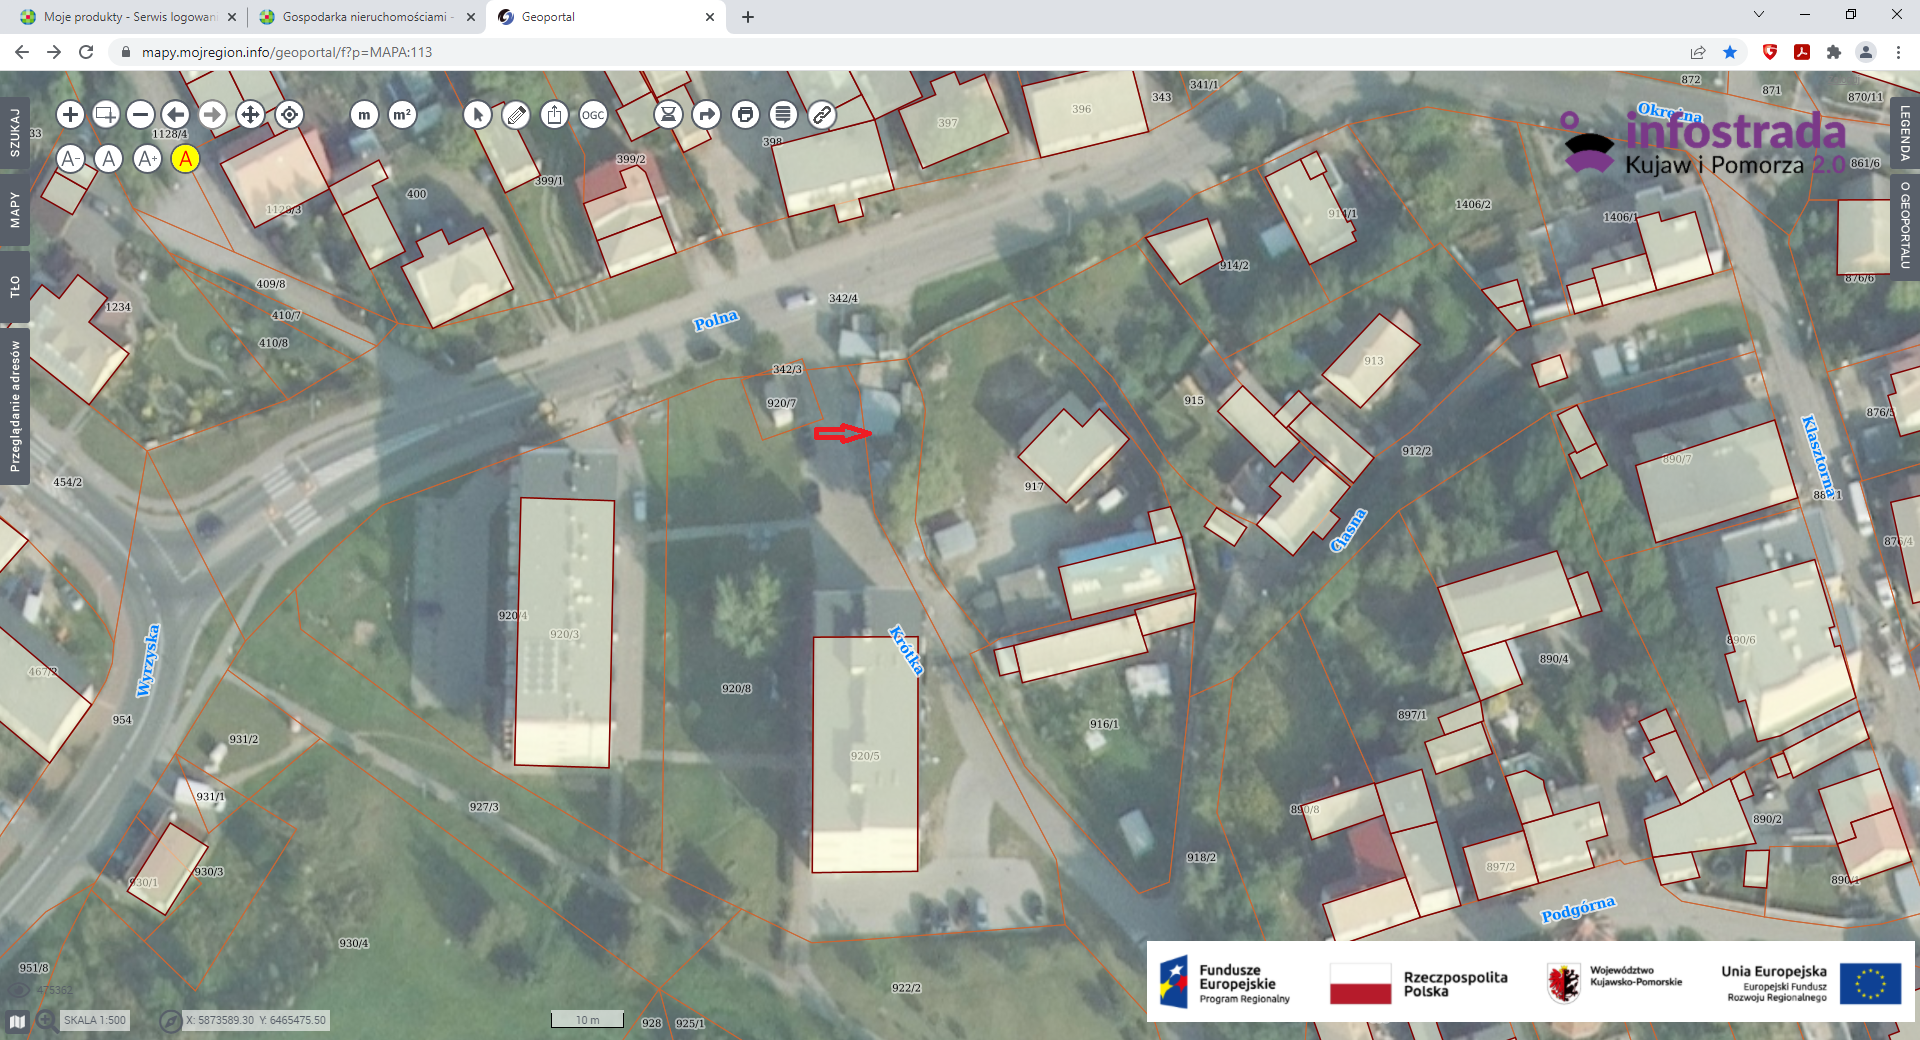 Moje produkty - Serwis logowani
Gospodarka nieruchomościami -
Geoportal
mapy.mojregion.info/geoportal/f?p=MAPA:113
SZUKAJ
MAPY
TŁO
Przeglądanie adresów
LEGENDA
O GEOPORTALU
m
m²
OGC
A-
A
A+
A
infostrada
Kujaw i Pomorza 2.0
Okrężna
872
871
870/11
341/1
343
396
397
398
33
1128/4
399/2
399/1
400
1128/3
861/6
1406/2
1406/1
914/1
914/2
876/6
409/8
410/7
410/8
1234
342/4
Polna
342/3
920/7
913
915
912/2
876/5
Klasztorna
890/7
454/2
917
Ciasna
876/4
920/4
920/3
Krótka
Wyrzyska
467/2
954
920/8
916/1
890/6
890/4
897/1
931/2
920/5
931/1
927/3
890/8
890/2
918/2
897/2
890/1
930/3
930/1
Podgórna
930/4
951/8
922/2
928
925/1
475362
SKALA 1:500
X: 5873589.30 Y: 6465475.50
10 m
Fundusze
Europejskie
Program Regionalny
Rzeczpospolita
Polska
Województwo
Kujawsko-Pomorskie
Unia Europejska
Europejski Fundusz
Rozwoju Regionalnego